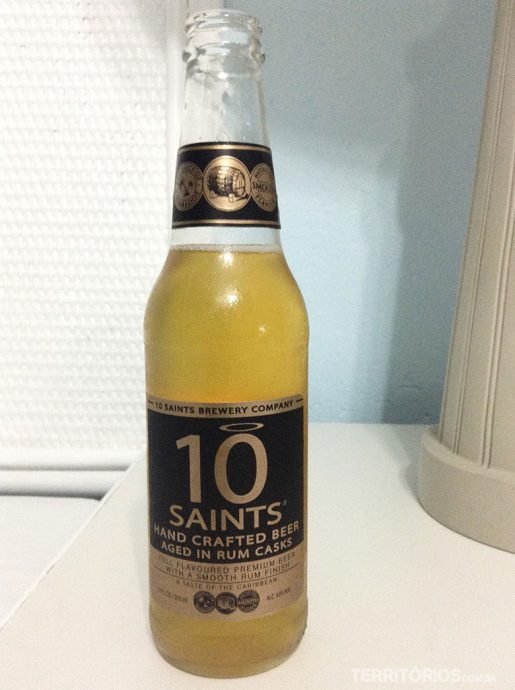 SMOOTH
10 SAINTS BREWERY COMPANY
10
SAINTS®
HAND CRAFTED BEER
AGED IN RUM CASKS
FULL FLAVOURED PREMIUM BEER
WITH A SMOOTH RUM FINISH
A TASTE OF THE CARIBBEAN
SMOOTH
TERRITÓRIOS.COM.BR